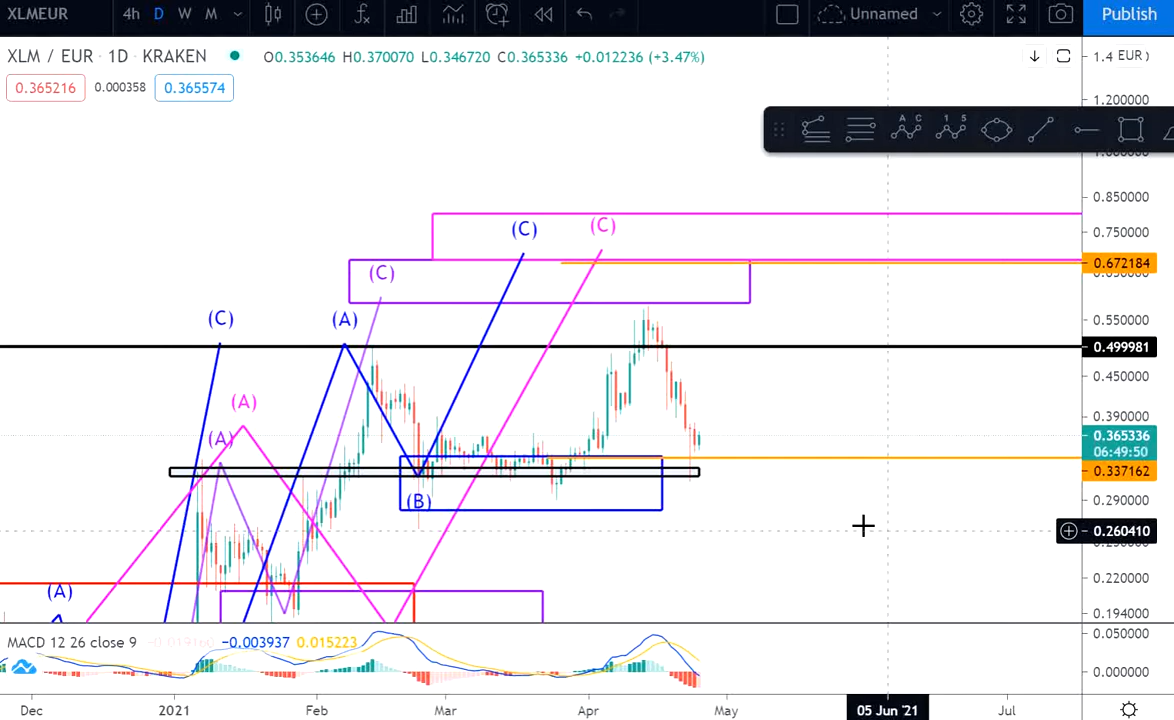 XLMEUR 4h D W M Unnamed Publish
XLM / EUR · 1D · KRAKEN O0.353646 H0.370070 L0.346720 C0.365336 +0.012236 (+3.47%)
1.4 EUR )
0.365216 0.000358 0.365574
1.200000
A C 1 5
0.850000
0.750000
(C) (C)
0.672184
(C)
0.550000
(C) (A)
0.499981
0.450000
(A)
0.390000
(A)
0.365336
06:49:50
0.337162
(B) 0.290000
0.260410
0.220000
(A)
0.194000
MACD 12 26 close 9 −0.003937 0.015223
0.050000
0.000000
Dec 2021 Feb Mar Apr May 05 Jun '21 Jul